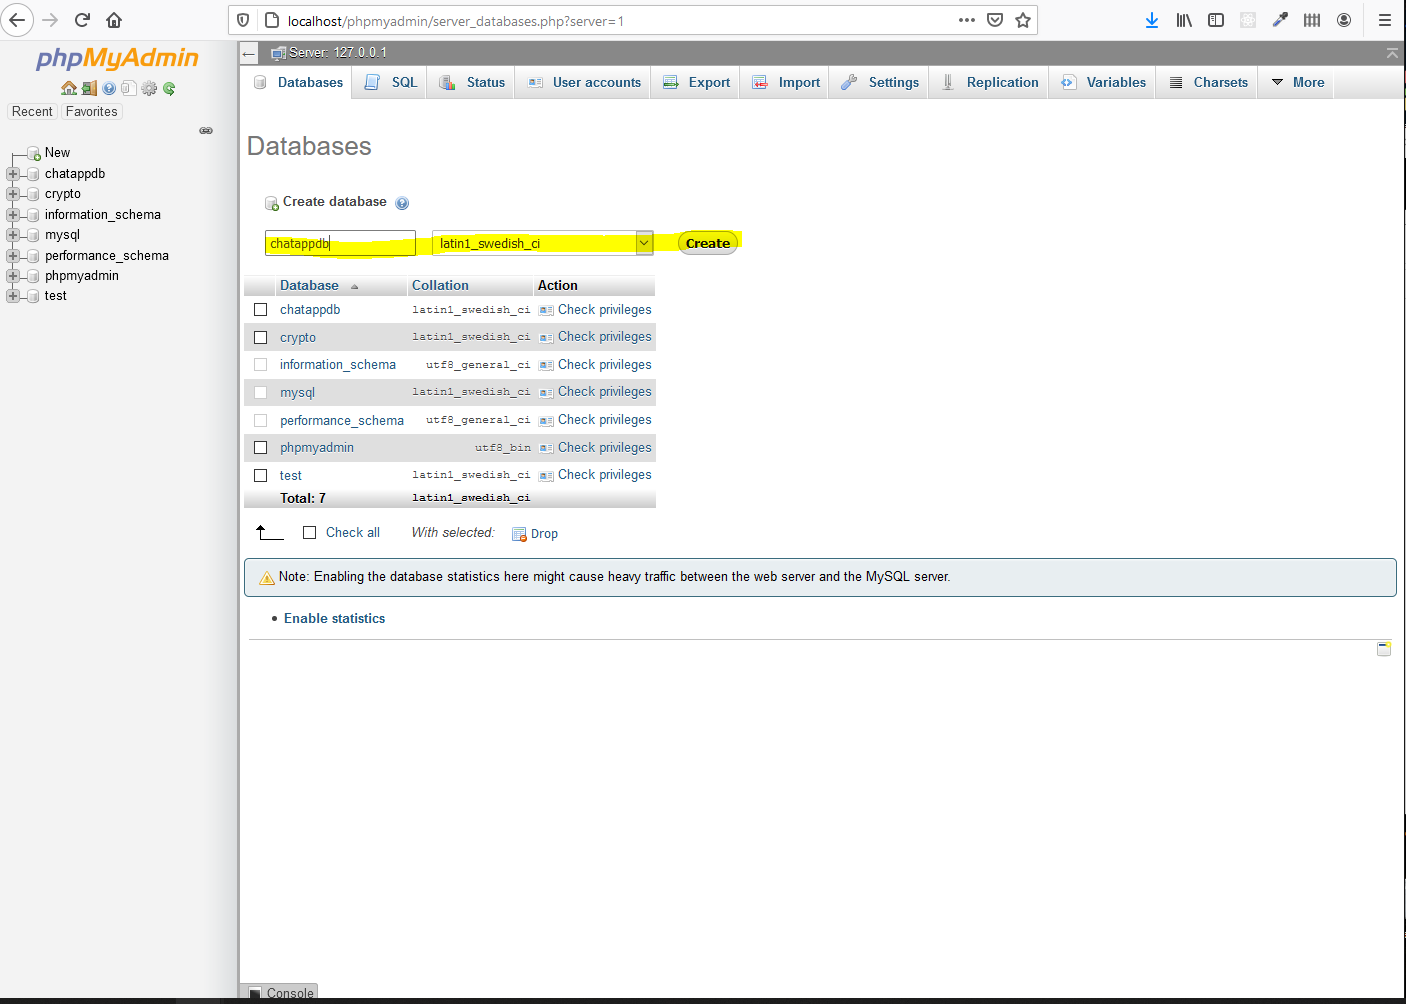 localhost/phpmyadmin/server_databases.php?server=1
phpMyAdmin
Recent Favorites
New
chatappdb
crypto
information_schema
mysql
performance_schema
phpmyadmin
test
Server: 127.0.0.1
Databases SQL Status User accounts Export Import Settings Replication Variables Charsets More
Databases
Create database
chatappdb latin1_swedish_ci Create
Database Collation Action
chatappdb latin1_swedish_ci Check privileges
crypto latin1_swedish_ci Check privileges
information_schema utf8_general_ci Check privileges
mysql latin1_swedish_ci Check privileges
performance_schema utf8_general_ci Check privileges
phpmyadmin utf8_bin Check privileges
test latin1_swedish_ci Check privileges
Total: 7 latin1_swedish_ci
Check all With selected: Drop
Note: Enabling the database statistics here might cause heavy traffic between the web server and the MySQL server.
• Enable statistics
Console